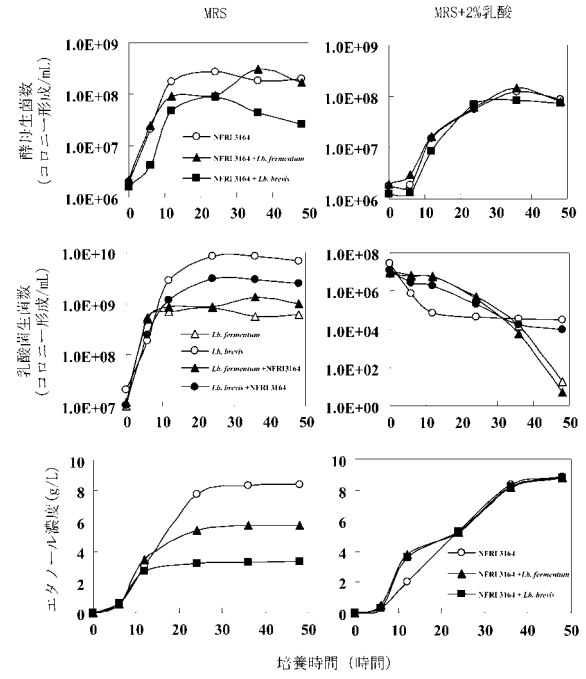 MRS
MRS+2%乳酸
酵母生菌数
(コロニー形成/mL)
1.0E+09
1.0E+08
1.0E+07
1.0E+06
0 10 20 30 40 50
NFRI 3164
NFRI 3164 +Lb. fermentum
NFRI 3164 + Lb. brevis
1.0E+09
1.0E+08
1.0E+07
1.0E+06
0 10 20 30 40 50
乳酸菌生菌数
(コロニー形成/mL)
1.0E+10
1.0E+09
1.0E+08
1.0E+07
0 10 20 30 40 50
Lb. fermentum
Lb. brevis
Lb. fermentum +NFRI3164
Lb. brevis +NFRI 3164
1.0E+08
1.0E+06
1.0E+04
1.0E+02
1.0E+00
0 10 20 30 40 50
エタノール濃度(g/L)
10
8
6
4
2
0
0 10 20 30 40 50
10
8
6
4
2
0
0 10 20 30 40 50
NFRI 3164
NFRI 3164 +Lb. fermentum
NFRI 3164 + Lb. brevis
培養時間 (時間)